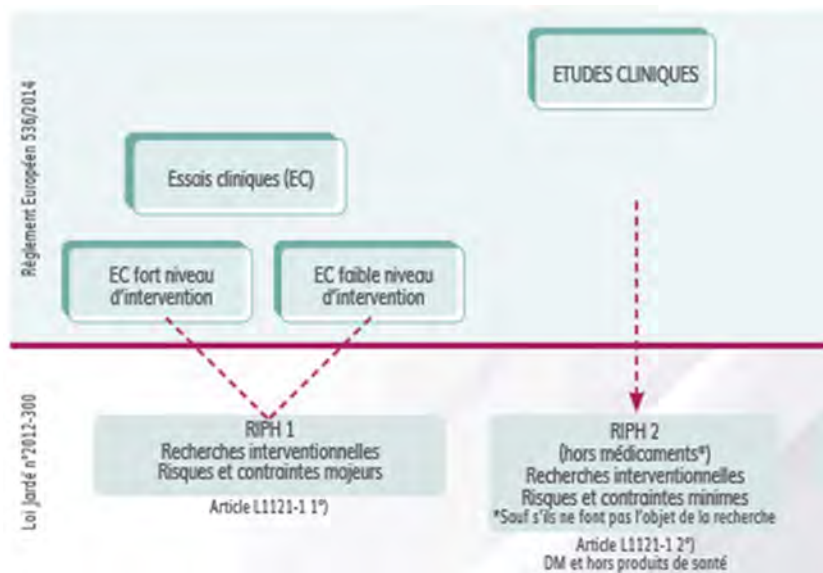 Règlement Européen 536/2014
ETUDES CLINIQUES
Essais cliniques (EC)
EC fort niveau
d'intervention
EC faible niveau
d'intervention
Loi Jardé n°2012-300
RIPH 1
Recherches interventionnelles
Risques et contraintes majeurs
Article L1121-1 1°)
RIPH 2
(hors médicaments*)
Recherches interventionnelles
Risques et contraintes minimes
*Sauf s'ils ne font pas l'objet de la recherche
Article L1121-1 2°)
DM et hors produits de santé